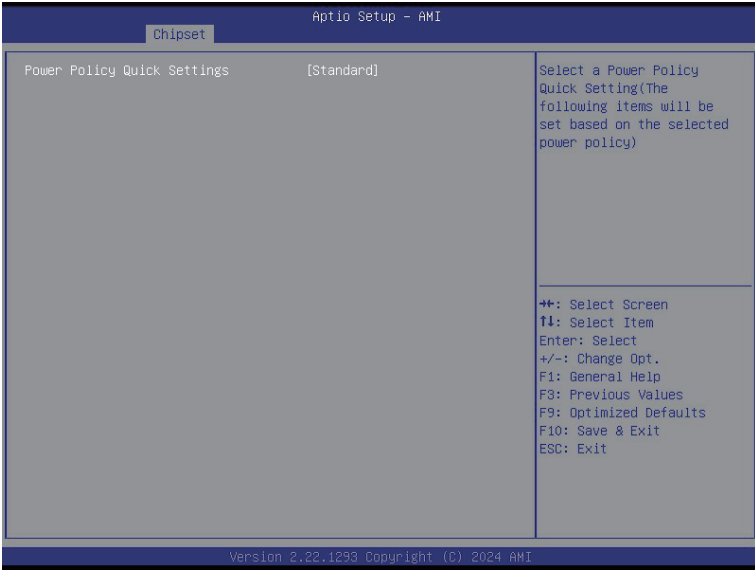 Aptio Setup – AMI
Chipset
Power Policy Quick Settings [Standard]
Select a Power Policy
Quick Setting(The
following items will be
set based on the selected
power policy)
→←: Select Screen
↑↓: Select Item
Enter: Select
+/-: Change Opt.
F1: General Help
F3: Previous Values
F9: Optimized Defaults
F10: Save & Exit
ESC: Exit
Version 2.22.1293 Copyright (C) 2024 AMI